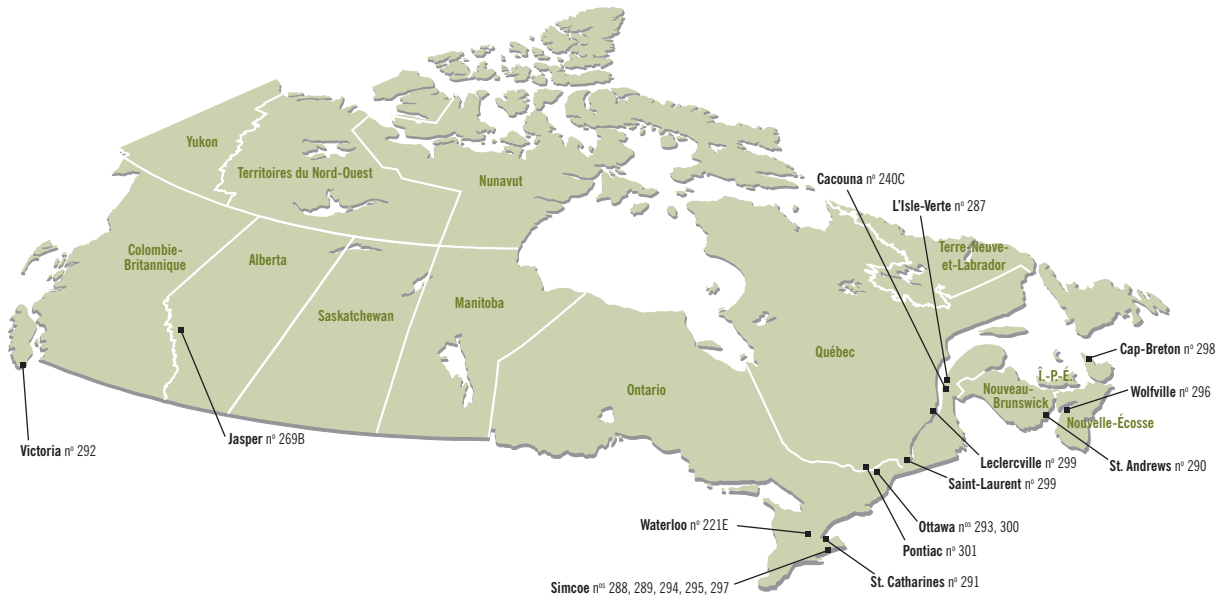 Yukon
Territoires du Nord-Ouest
Nunavut
Cacouna nº 240C
L'Isle-Verte nº 287
Colombie-
Britannique
Alberta
Saskatchewan
Manitoba
Terre-Neuve-
et-Labrador
Ontario
Québec
Cap-Breton nº 298
Î.-P.-É.
Nouveau-
Brunswick
Wolfville nº 296
Nouvelle-Écosse
Victoria nº 292
Jasper nº 269B
Leclercville nº 299
St. Andrews nº 290
Saint-Laurent nº 299
Waterloo nº 221E
Ottawa nºˢ 293, 300
Pontiac nº 301
St. Catharines nº 291
Simcoe nºˢ 288, 289, 294, 295, 297